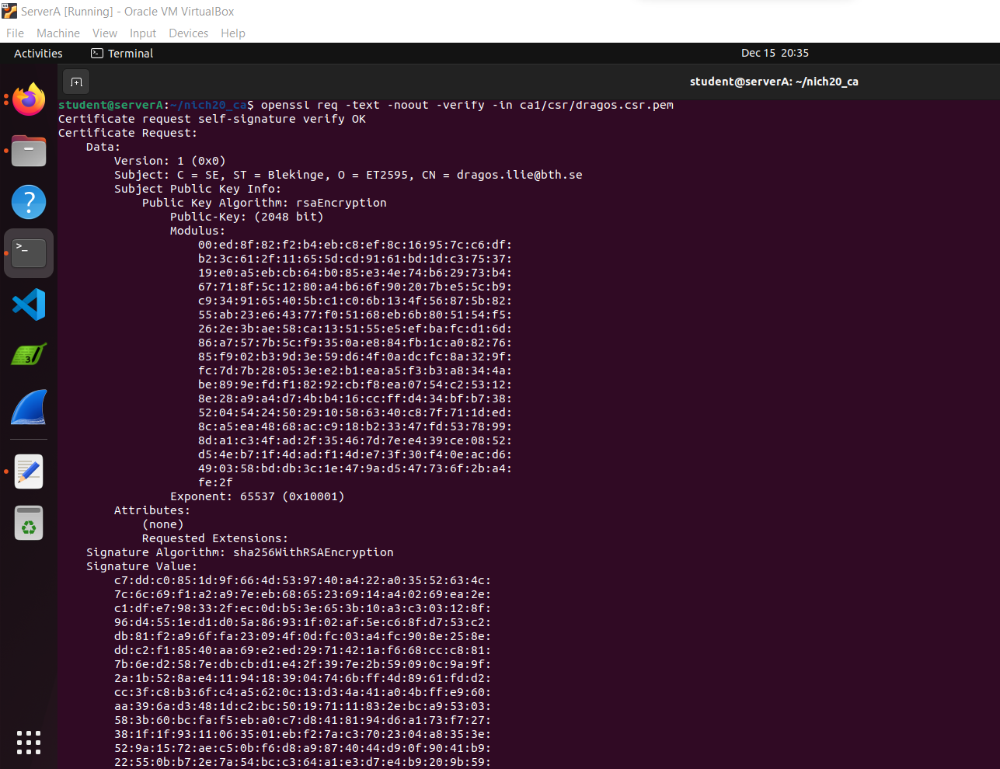 ServerA [Running] - Oracle VM VirtualBox
File Machine View Input Devices Help
Activities Terminal Dec 15 20:35
student@serverA: ~/nich20_ca
student@serverA:~/nich20_ca$ openssl req -text -noout -verify -in ca1/csr/dragos.csr.pem
Certificate request self-signature verify OK
Certificate Request:
Data:
Version: 1 (0x0)
Subject: C = SE, ST = Blekinge, O = ET2595, CN = dragos.ilie@bth.se
Subject Public Key Info:
Public Key Algorithm: rsaEncryption
Public-Key: (2048 bit)
Modulus:
00:ed:8f:82:f2:b4:eb:c8:ef:8c:16:95:7c:c6:df:
b2:3c:61:2f:11:65:5d:cd:91:61:bd:1d:c3:75:37:
19:e0:a5:eb:cb:64:b0:85:e3:4e:74:b6:29:73:b4:
67:71:8f:5c:12:80:a4:b6:6f:90:20:7b:e5:5c:b9:
c9:34:91:65:40:5b:c1:c0:6b:13:4f:56:87:5b:82:
55:ab:23:e6:43:77:f0:51:68:eb:6b:80:51:54:f5:
26:2e:3b:ae:58:ca:13:51:55:e5:ef:ba:fc:d1:6d:
86:a7:57:7b:5c:f9:35:0a:e8:84:fb:1c:a0:82:76:
85:f9:02:b3:9d:3e:59:d6:4f:0a:dc:fc:8a:32:9f:
fc:7d:7b:28:05:3e:e2:b1:ea:a5:f3:b3:a8:34:4a:
be:89:9e:fd:f1:82:92:cb:f8:ea:07:54:c2:53:12:
8e:28:a9:a4:d7:4b:b4:16:cc:ff:d4:34:bf:b7:38:
52:04:54:24:50:29:10:58:63:40:c8:7f:71:1d:ed:
8c:a5:ea:48:68:ac:c9:18:b2:33:47:fd:53:78:99:
8d:a1:c3:4f:ad:2f:35:46:7d:7e:e4:39:ce:08:52:
d5:4e:b7:1f:4d:ad:f1:4d:e7:3f:30:f4:0e:ac:d6:
49:03:58:bd:db:3c:1e:47:9a:d5:47:73:6f:2b:a4:
fe:2f
Exponent: 65537 (0x10001)
Attributes:
(none)
Requested Extensions:
Signature Algorithm: sha256WithRSAEncryption
Signature Value:
c7:dd:c0:85:1d:9f:66:4d:53:97:40:a4:22:a0:35:52:63:4c:
7c:6c:69:f1:a2:a9:7e:eb:68:65:23:69:14:a4:02:69:ea:2e:
c1:df:e7:98:33:2f:ec:0d:b5:3e:65:3b:10:a3:c3:03:12:8f:
96:d4:55:1e:d1:d0:5a:86:93:1f:02:af:5e:c6:8f:d7:53:c2:
db:81:f2:a9:6f:fa:23:09:4f:0d:fc:03:a4:fc:90:8e:25:8e:
dd:c2:f1:85:40:aa:69:e2:ed:29:71:42:1a:f6:68:cc:c8:81:
7b:6e:d2:58:7e:db:cb:d1:e4:2f:39:7e:2b:59:09:0c:9a:9f:
2a:1b:52:8a:e4:11:94:18:39:04:74:6b:ff:4d:89:61:fd:d2:
cc:3f:c8:b3:6f:c4:a5:62:0c:13:d3:4a:41:a0:4b:ff:e9:60:
aa:39:6a:d3:48:1d:c2:bc:50:19:71:11:83:2e:bc:a9:53:03:
58:3b:60:bc:fa:f5:eb:a0:c7:d8:41:81:94:d6:a1:73:f7:27:
38:1f:1f:93:11:06:35:01:eb:f2:7a:c3:70:23:04:a8:35:3e:
52:9a:15:72:ae:c5:0b:f6:d8:a9:87:40:44:d9:0f:90:41:b9:
22:55:0b:b7:2e:7a:54:bc:c3:64:a1:e3:d7:e4:b9:20:9b:59: